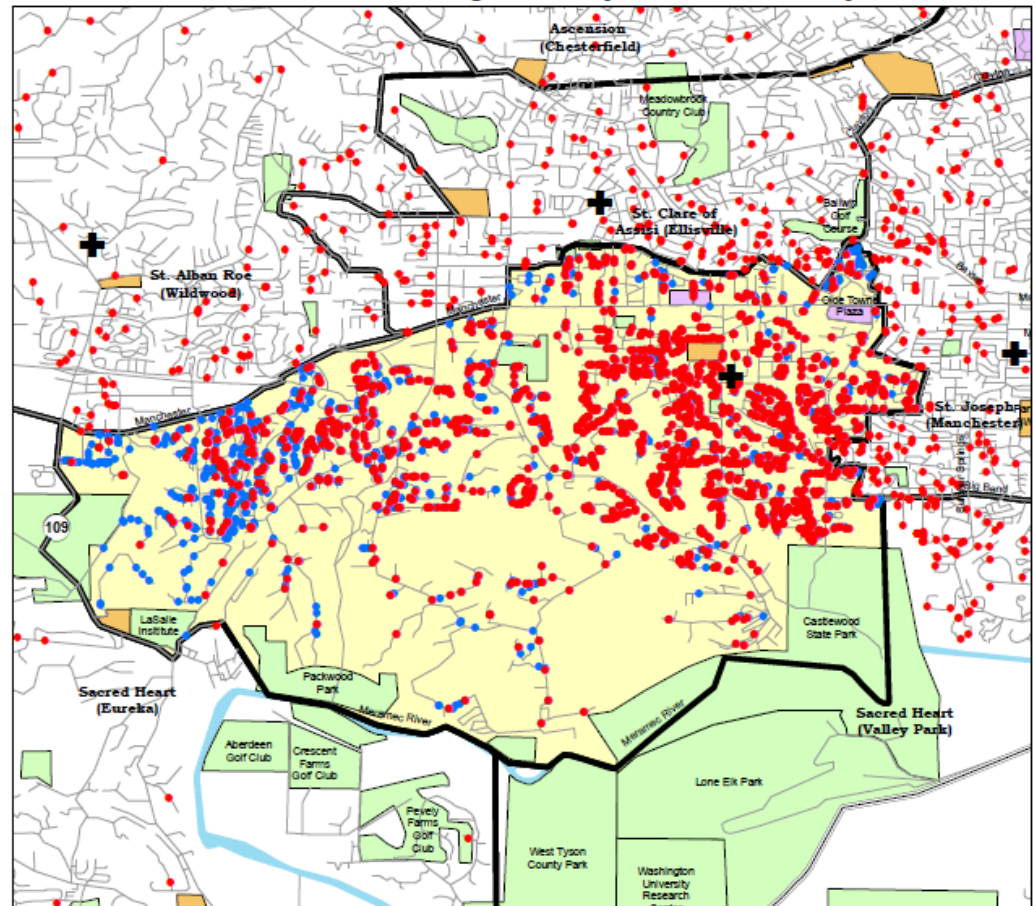 Ascension
(Chesterfield)
Meadowbrook
Country Club
St. Clare of
Assisi (Ellisville)
Ballwin
Golf
Course
St. Alban Roe
(Wildwood)
Manchester
Olde Towne
Plaza
Manchester
St. Joseph
(Manchester)
Big Bend
109
LaSalle
Institute
Castlewood
State Park
Packwood
Park
Sacred Heart
(Eureka)
Meramec River
Meramec River
Sacred Heart
(Valley Park)
Aberdeen
Golf Club
Crescent
Farms
Golf Club
Lone Elk Park
Pevely
Farms
Golf
Club
West Tyson
County Park
Washington
University
Research